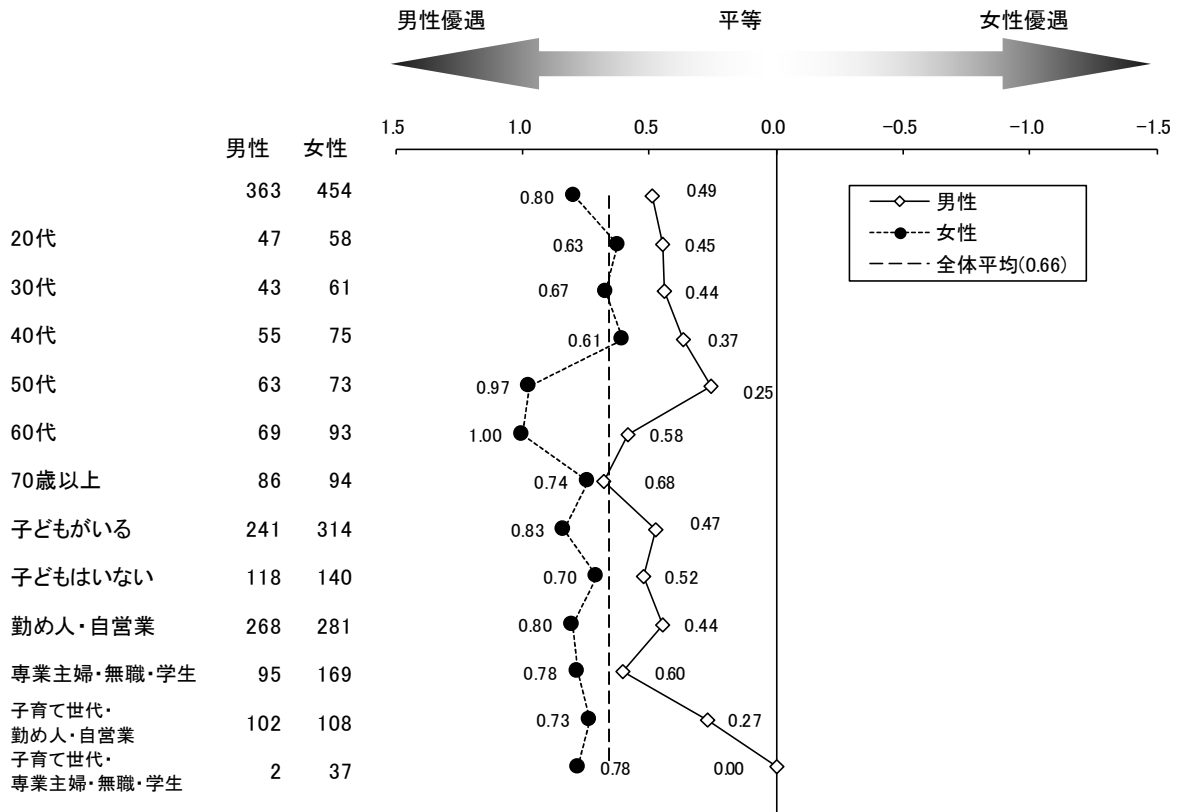 男性優遇 平等 女性優遇
1.5 1.0 0.5 0.0 −0.5 −1.0 −1.5
男性 女性
363 454 0.80 0.49
男性
女性
全体平均(0.66)
20代 47 58 0.63 0.45
30代 43 61 0.67 0.44
40代 55 75 0.61 0.37
50代 63 73 0.97 0.25
60代 69 93 1.00 0.58
70歳以上 86 94 0.74 0.68
子どもがいる 241 314 0.83 0.47
子どもはいない 118 140 0.70 0.52
勤め人・自営業 268 281 0.80 0.44
専業主婦・無職・学生 95 169 0.78 0.60
子育て世代・
勤め人・自営業 102 108 0.73 0.27
子育て世代・
専業主婦・無職・学生 2 37 0.78 0.00